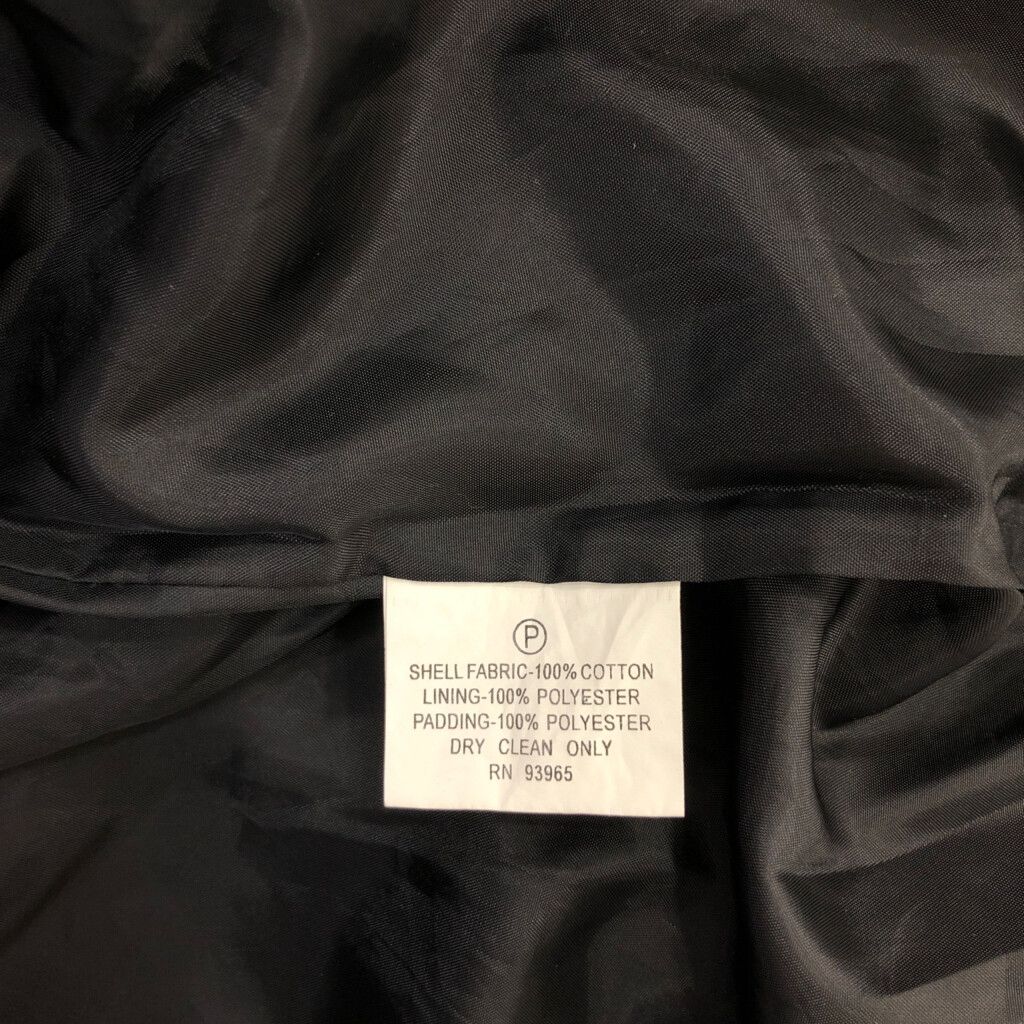 Ⓟ
SHELL FABRIC-100% COTTON
LINING-100% POLYESTER
PADDING-100% POLYESTER
DRY CLEAN ONLY
RN 93965